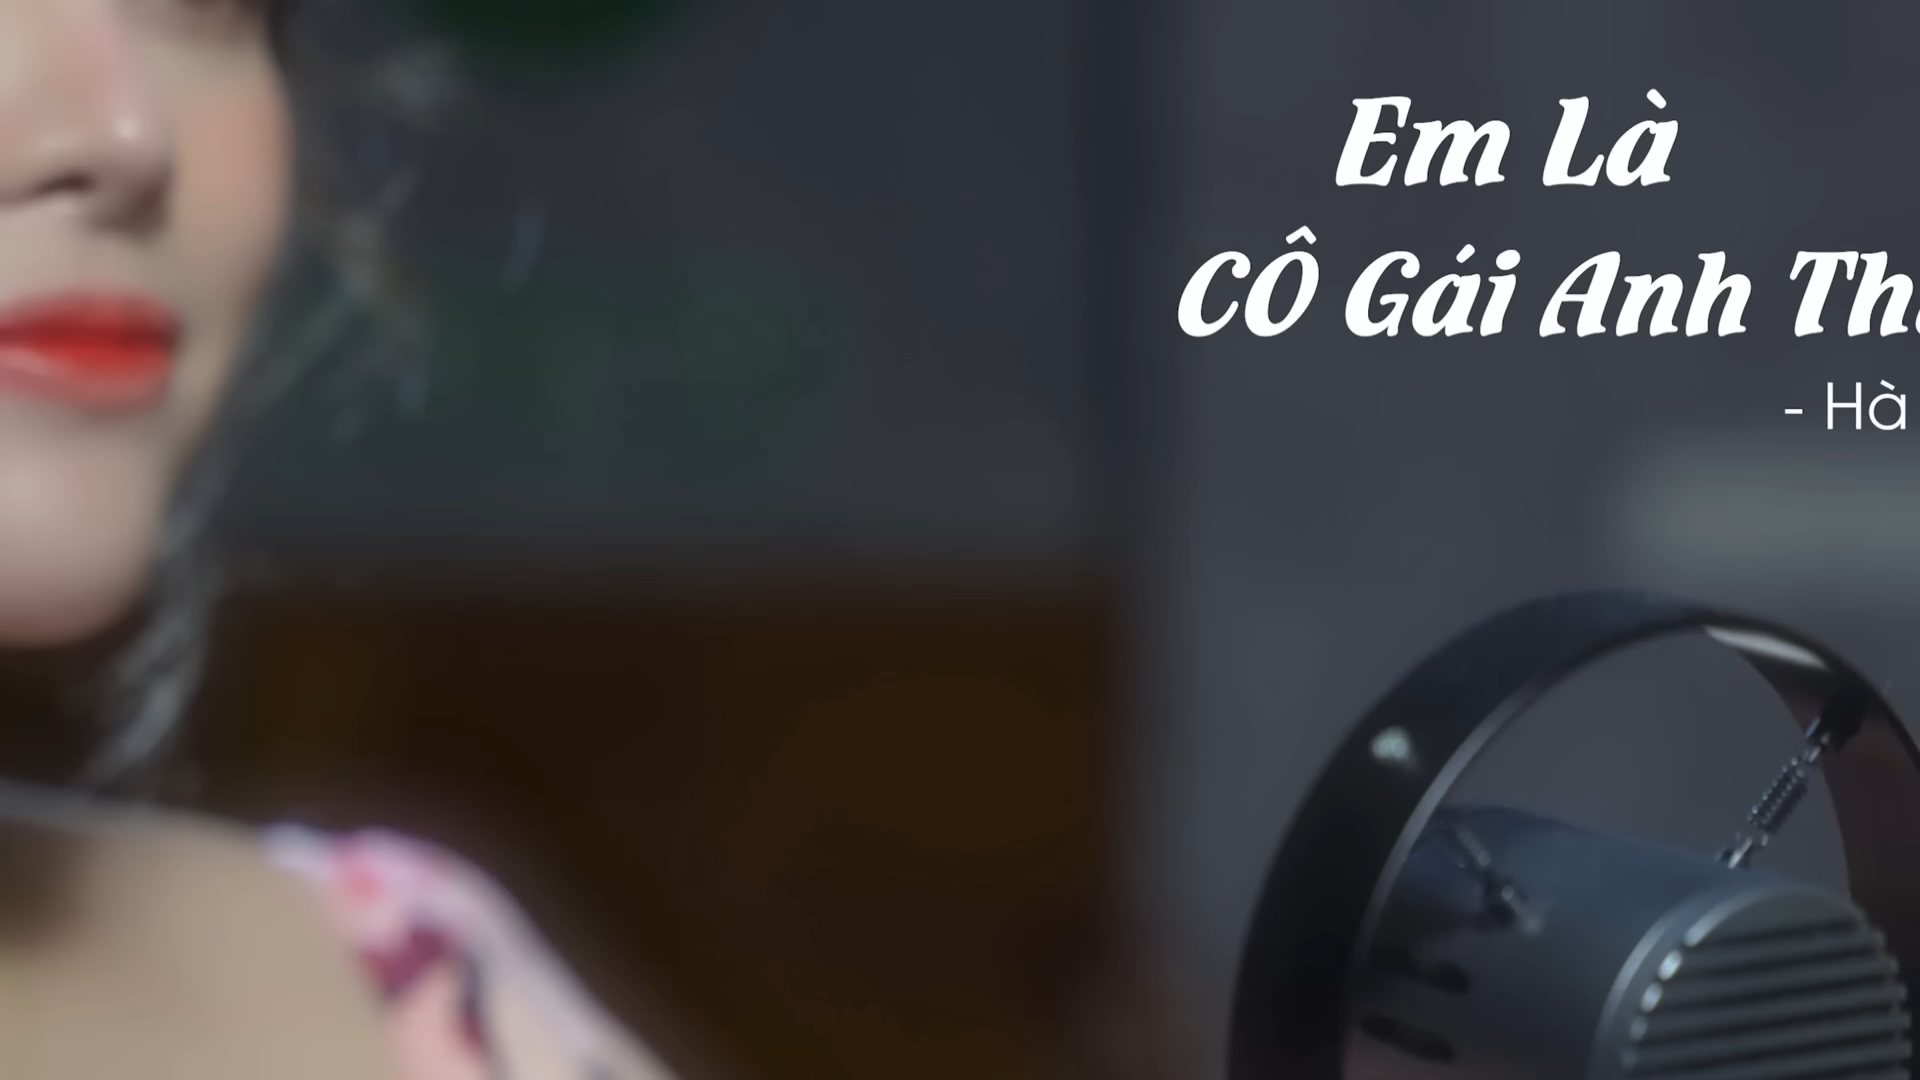 Em Là
CÔ Gái Anh
- Hà